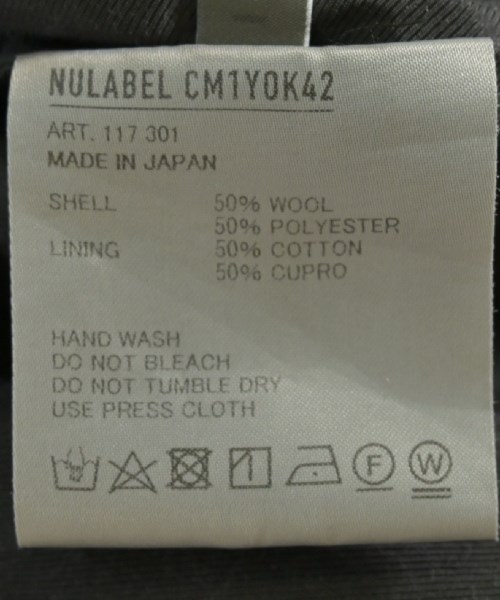 NULABEL CM1YOK42
ART. 117 301
MADE IN JAPAN
SHELL 50% WOOL
50% POLYESTER
LINING 50% COTTON
50% CUPRO
HAND WASH
DO NOT BLEACH
DO NOT TUMBLE DRY
USE PRESS CLOTH
F W